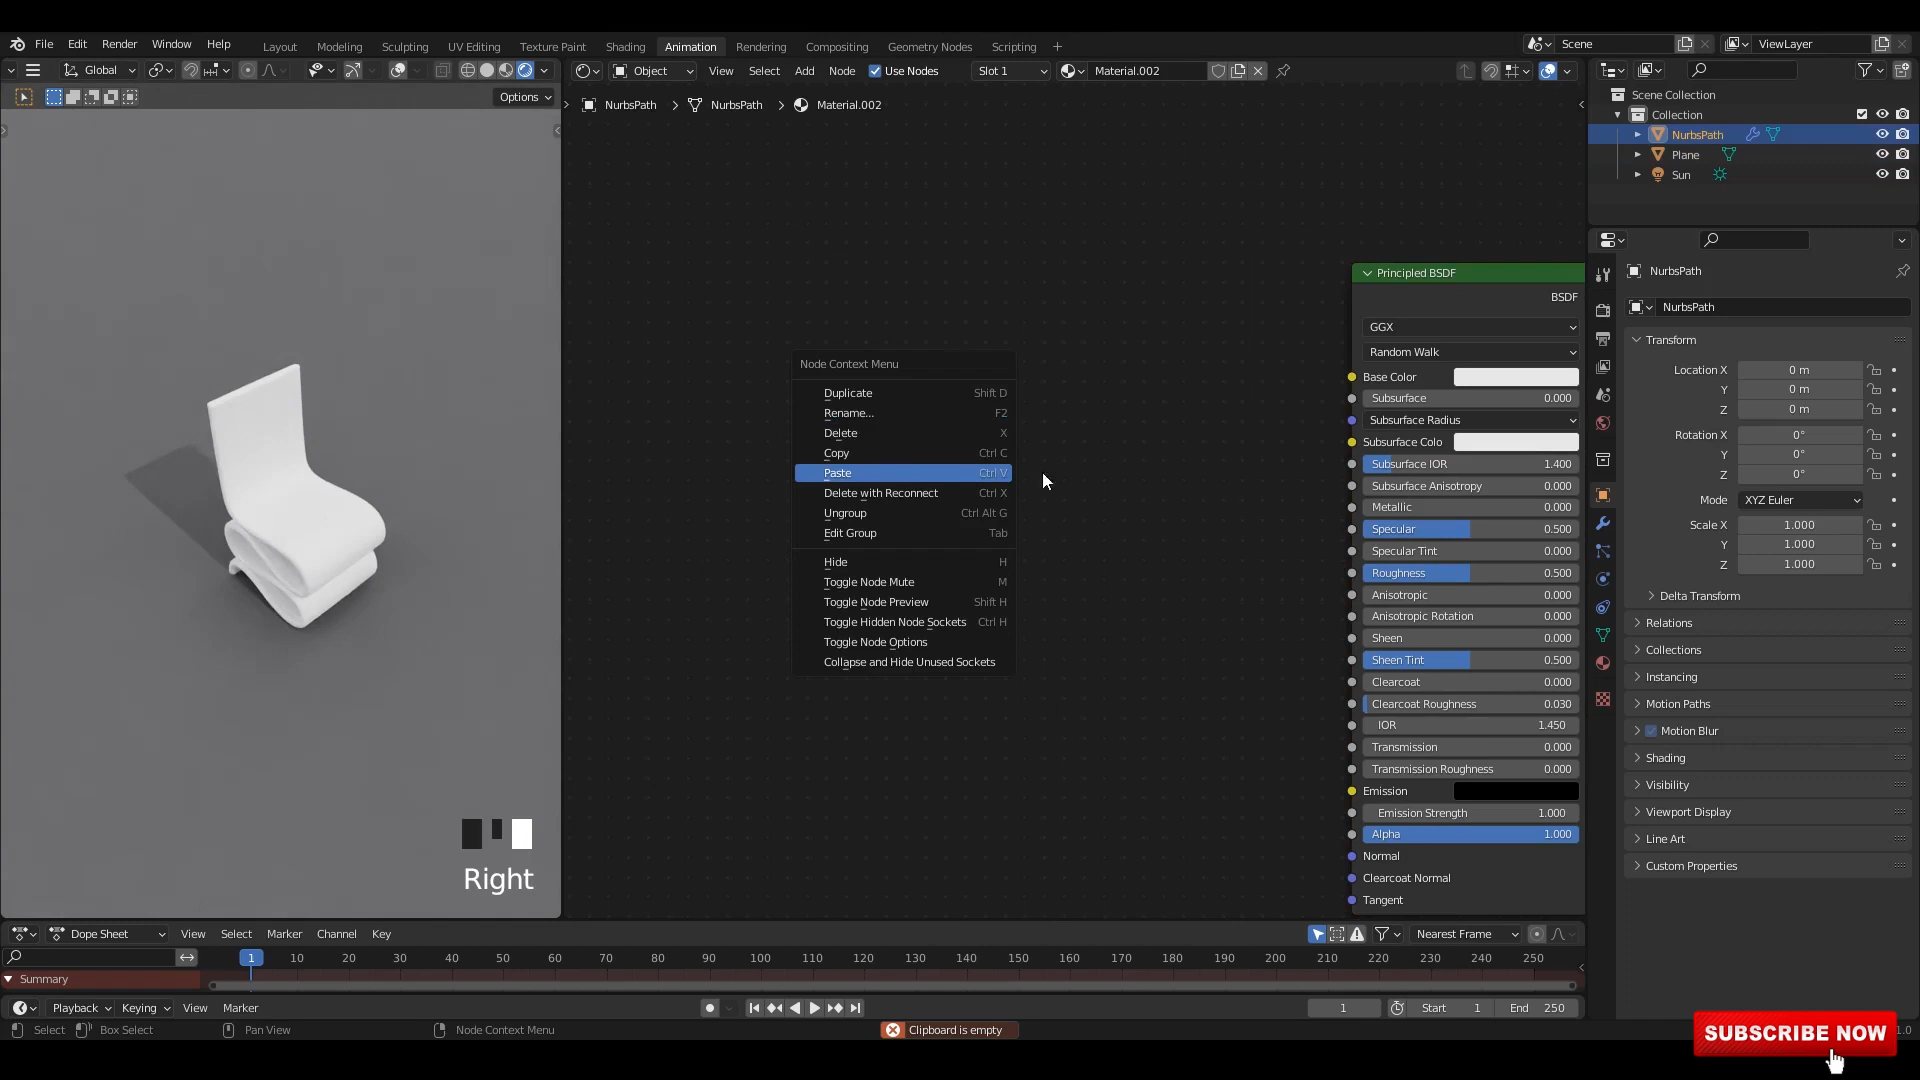 File Edit Render Window Help Layout Modeling Sculpting UV Editing Texture Paint Shading Animation Rendering Compositing Geometry Nodes Scripting + Scene ViewLayer
Global Object View Select Add Node Use Nodes Slot 1 Material.002
Options NurbsPath > NurbsPath > Material.002
Scene Collection
Collection
NurbsPath
Plane
Sun
Node Context Menu
Duplicate Shift D
Rename... F2
Delete X
Copy Ctrl C
Paste Ctrl V
Delete with Reconnect Ctrl X
Ungroup Ctrl Alt G
Edit Group Tab
Hide H
Toggle Node Mute M
Toggle Node Preview Shift H
Toggle Hidden Node Sockets Ctrl H
Toggle Node Options
Collapse and Hide Unused Sockets
Principled BSDF
BSDF
GGX
Random Walk
Base Color
Subsurface 0.000
Subsurface Radius
Subsurface Colo
Subsurface IOR 1.400
Subsurface Anisotropy 0.000
Metallic 0.000
Specular 0.500
Specular Tint 0.000
Roughness 0.500
Anisotropic 0.000
Anisotropic Rotation 0.000
Sheen 0.000
Sheen Tint 0.500
Clearcoat 0.000
Clearcoat Roughness 0.030
IOR 1.450
Transmission 0.000
Transmission Roughness 0.000
Emission
Emission Strength 1.000
Alpha 1.000
Normal
Clearcoat Normal
Tangent
NurbsPath
NurbsPath
Transform
Location X 0 m
Y 0 m
Z 0 m
Rotation X 0°
Y 0°
Z 0°
Mode XYZ Euler
Scale X 1.000
Y 1.000
Z 1.000
Delta Transform
Relations
Collections
Instancing
Motion Paths
Motion Blur
Shading
Visibility
Viewport Display
Line Art
Custom Properties
Right
Dope Sheet View Select Marker Channel Key Nearest Frame
1 10 20 30 40 50 60 70 80 90 100 110 120 130 140 150 160 170 180 190 200 210 220 230 240 250
Summary
Playback Keying View Marker 1 Start 1 End 250
Select Box Select Pan View Node Context Menu Clipboard is empty 1.0
SUBSCRIBE NOW